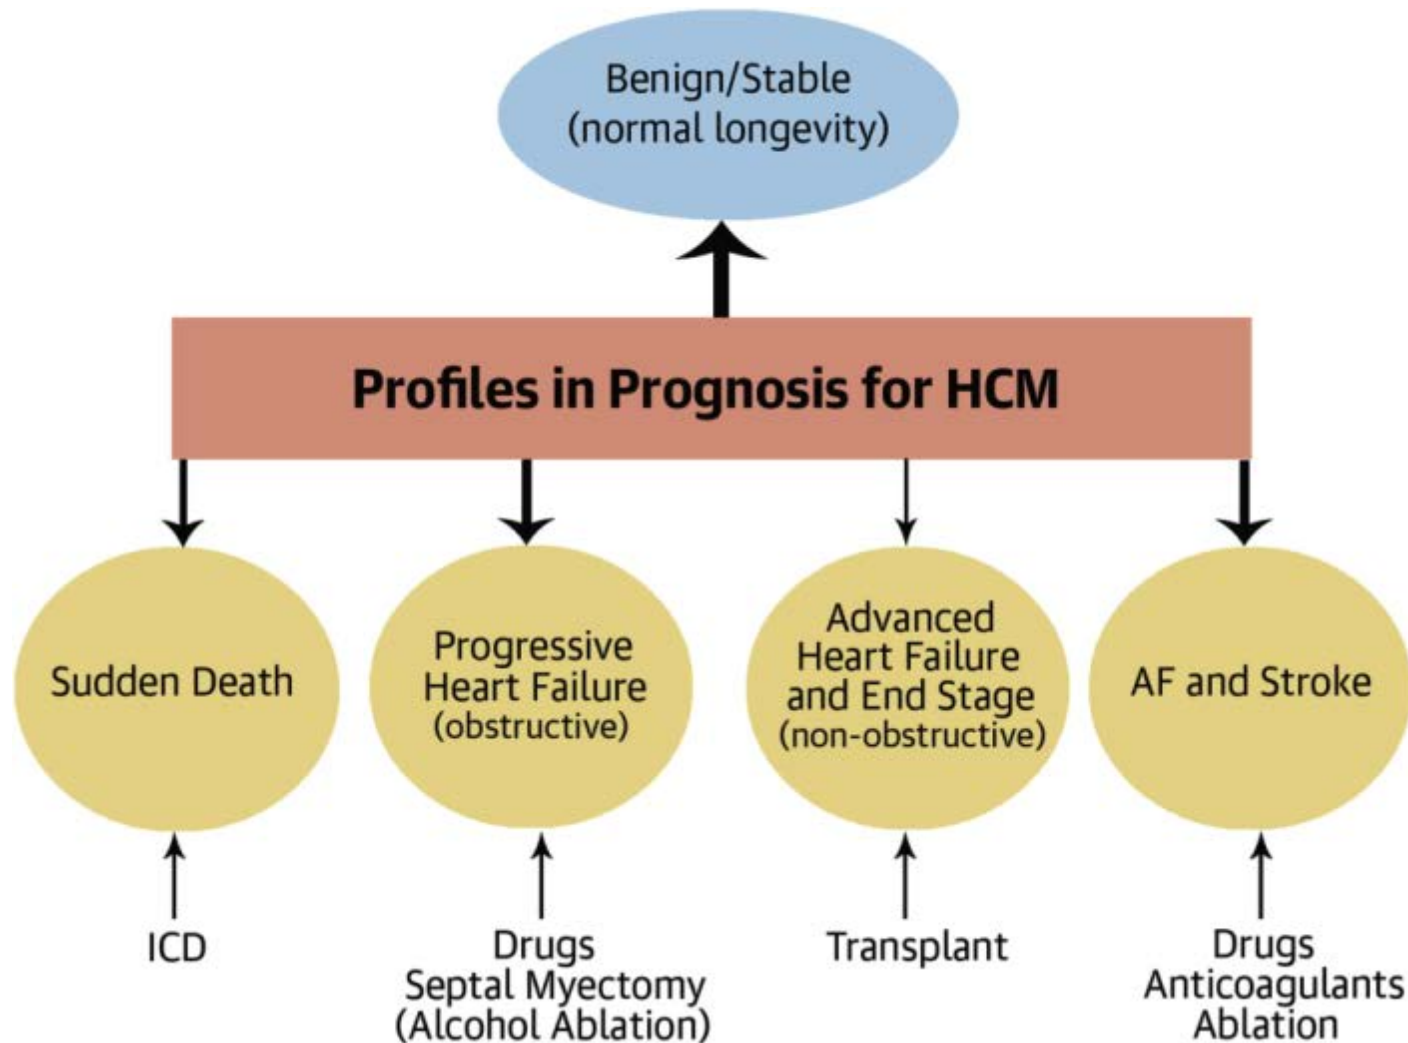 Benign/Stable
(normal longevity)
Profiles in Prognosis for HCM
Sudden Death
Progressive
Heart Failure
(obstructive)
Advanced
Heart Failure
and End Stage
(non-obstructive)
AF and Stroke
ICD
Drugs
Septal Myectomy
(Alcohol Ablation)
Transplant
Drugs
Anticoagulants
Ablation